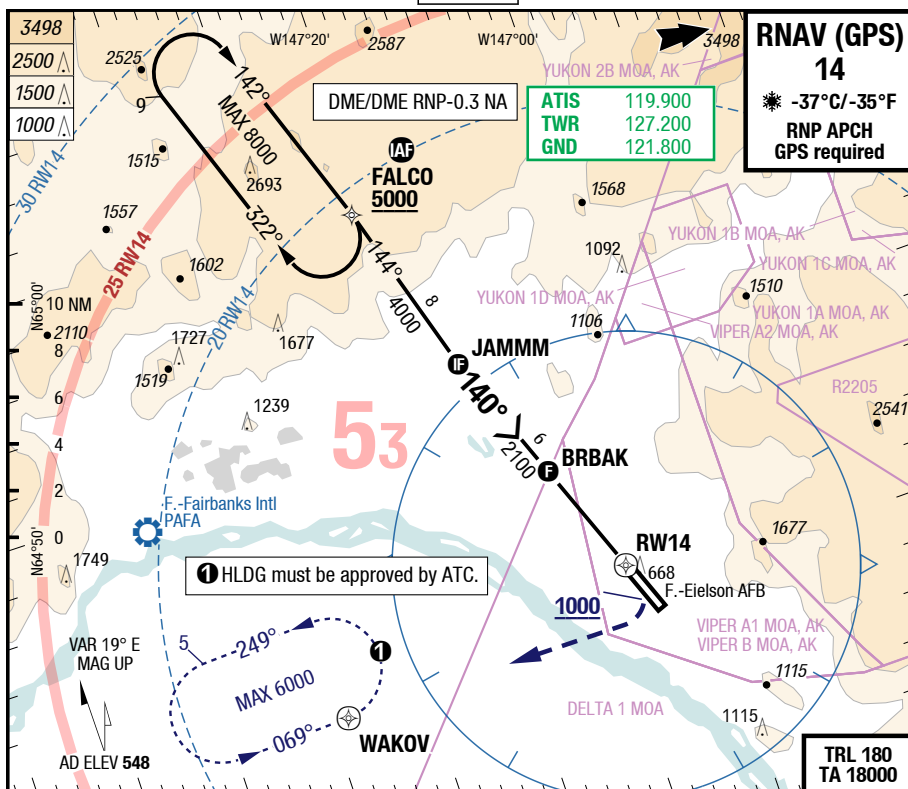 3498
2500
1500
1000
2525
W147°20'
2587
W147°00'
3498
RNAV (GPS)
14
-37°C/-35°F
RNP APCH
GPS required
YUKON 2B MOA, AK
DME/DME RNP-0.3 NA
ATIS 119.900
TWR 127.200
GND 121.800
9
142°
MAX 8000
1515
IAF
FALCO
5000
2693
322°
30 RW14
25 RW14
20 RW14
1557
1602
1568
1092
YUKON 1B MOA, AK
YUKON 1C MOA, AK
YUKON 1D MOA, AK
1510
YUKON 1A MOA, AK
VIPER A2 MOA, AK
1106
144°
8
4000
N65°00'
10 NM
2110
8
6
4
2
0
1727
1519
1677
1239
IF
JAMMM
140°
R2205
2541
53
6
2100
F
BRBAK
F.-Fairbanks Intl
PAFA
N64°50'
1749
1 HLDG must be approved by ATC.
RW14
668
F.-Eielson AFB
1677
1000
VIPER A1 MOA, AK
VIPER B MOA, AK
VAR 19° E
MAG UP
5
249°
1
MAX 6000
069°
WAKOV
DELTA 1 MOA
1115
1115
AD ELEV 548
TRL 180
TA 18000